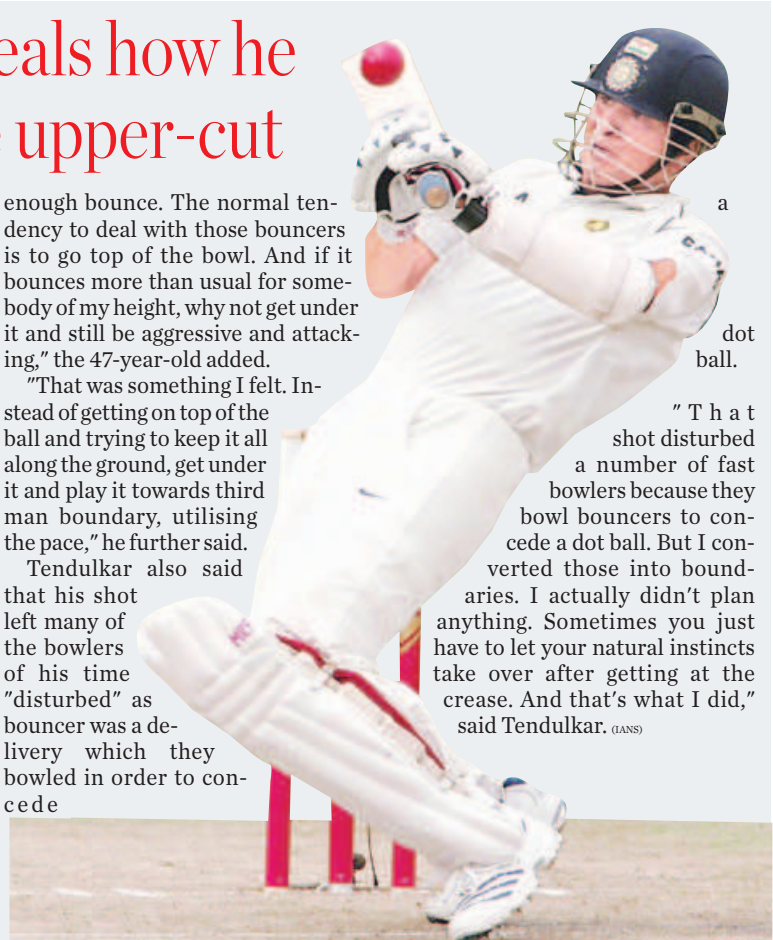 eals how he
upper-cut
enough bounce. The normal ten-
dency to deal with those bouncers
is to go top of the bowl. And if it
bounces more than usual for some-
body of my height, why not get under
it and still be aggressive and attack-
ing," the 47-year-old added.
"That was something I felt. In-
stead of getting on top of the
ball and trying to keep it all
along the ground, get under
it and play it towards third
man boundary, utilising
the pace," he further said.
Tendulkar also said
that his shot
left many of
the bowlers
of his time
"disturbed" as
bouncer was a de-
livery which they
bowled in order to con-
cede
a
dot
ball.
"That
shot disturbed
a number of fast
bowlers because they
bowl bouncers to con-
cede a dot ball. But I con-
verted those into bound-
aries. I actually didn't plan
anything. Sometimes you just
have to let your natural instincts
take over after getting at the
crease. And that's what I did,"
said Tendulkar. (IANS)